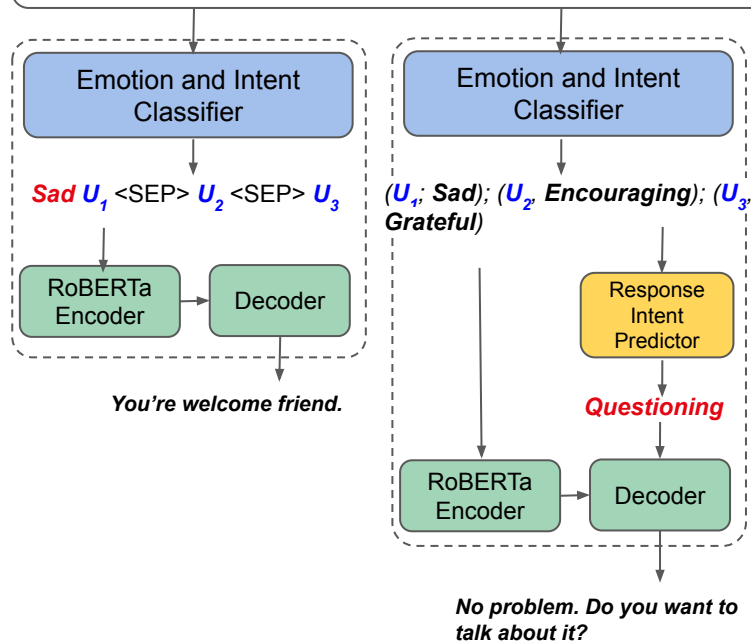 Emotion and Intent
Classifier
Sad U1 <SEP> U2 <SEP> U3
RoBERTa
Encoder
Decoder
You're welcome friend.
Emotion and Intent
Classifier
(U1; Sad); (U2, Encouraging); (U3,
Grateful)
Response
Intent
Predictor
Questioning
RoBERTa
Encoder
Decoder
No problem. Do you want to
talk about it?